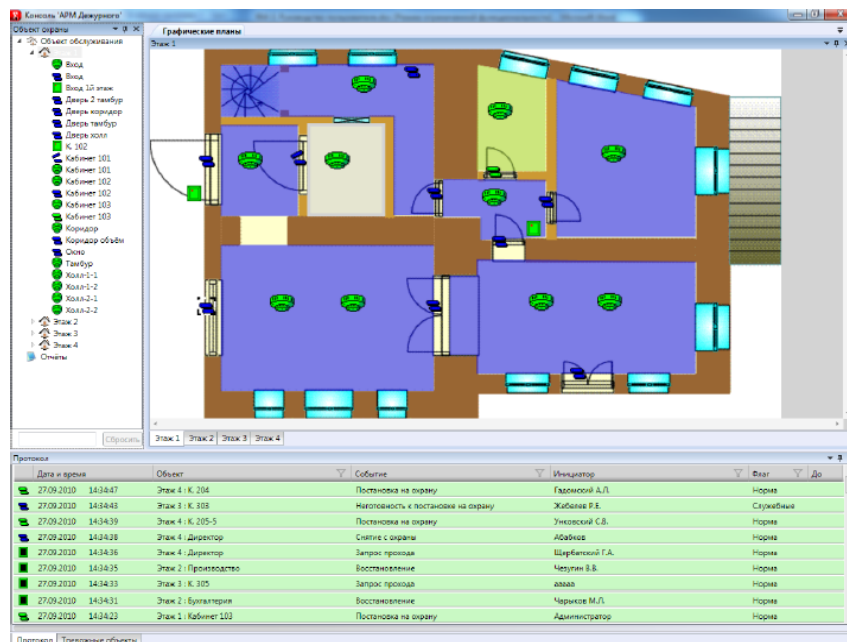 Консоль 'АРМ Дежурного'
Объект охраны
Графические планы
Этаж 1
Объект обслуживания
Вход
Вход
Вход 1й этаж
Дверь 2 тамбур
Дверь коридор
Дверь тамбур
Дверь холл
К. 102
Кабинет 101
Кабинет 101
Кабинет 102
Кабинет 102
Кабинет 103
Кабинет 103
Коридор
Коридор объём
Окно
Тамбур
Холл-1-1
Холл-1-2
Холл-2-1
Холл-2-2
Этаж 2
Этаж 3
Этаж 4
Отчёты
Сбросить
Этаж 1 Этаж 2 Этаж 3 Этаж 4
Протокол
Дата и время Объект Событие Инициатор Флаг До
27.09.2010 14:34:47 Этаж 4 : К. 204 Постановка на охрану Гадомский А.Л. Норма
27.09.2010 14:34:43 Этаж 3 : К. 303 Неготовность к постановке на охрану Жебелев Р.Е. Служебные
27.09.2010 14:34:39 Этаж 4 : К. 205-5 Постановка на охрану Унковский С.В. Норма
27.09.2010 14:34:38 Этаж 4 : Директор Снятие с охраны Абабков Норма
27.09.2010 14:34:36 Этаж 4 : Директор Запрос прохода Щербатский Г.А. Норма
27.09.2010 14:34:35 Этаж 2 : Производство Восстановление Чезугин В.В. Норма
27.09.2010 14:34:33 Этаж 3 : К. 305 Запрос прохода ааааа Норма
27.09.2010 14:34:31 Этаж 2 : Бухгалтерия Восстановление Чарыков М.Л. Норма
27.09.2010 14:34:23 Этаж 1 : Кабинет 103 Постановка на охрану Администратор Норма
Протокол Тревожные объекты